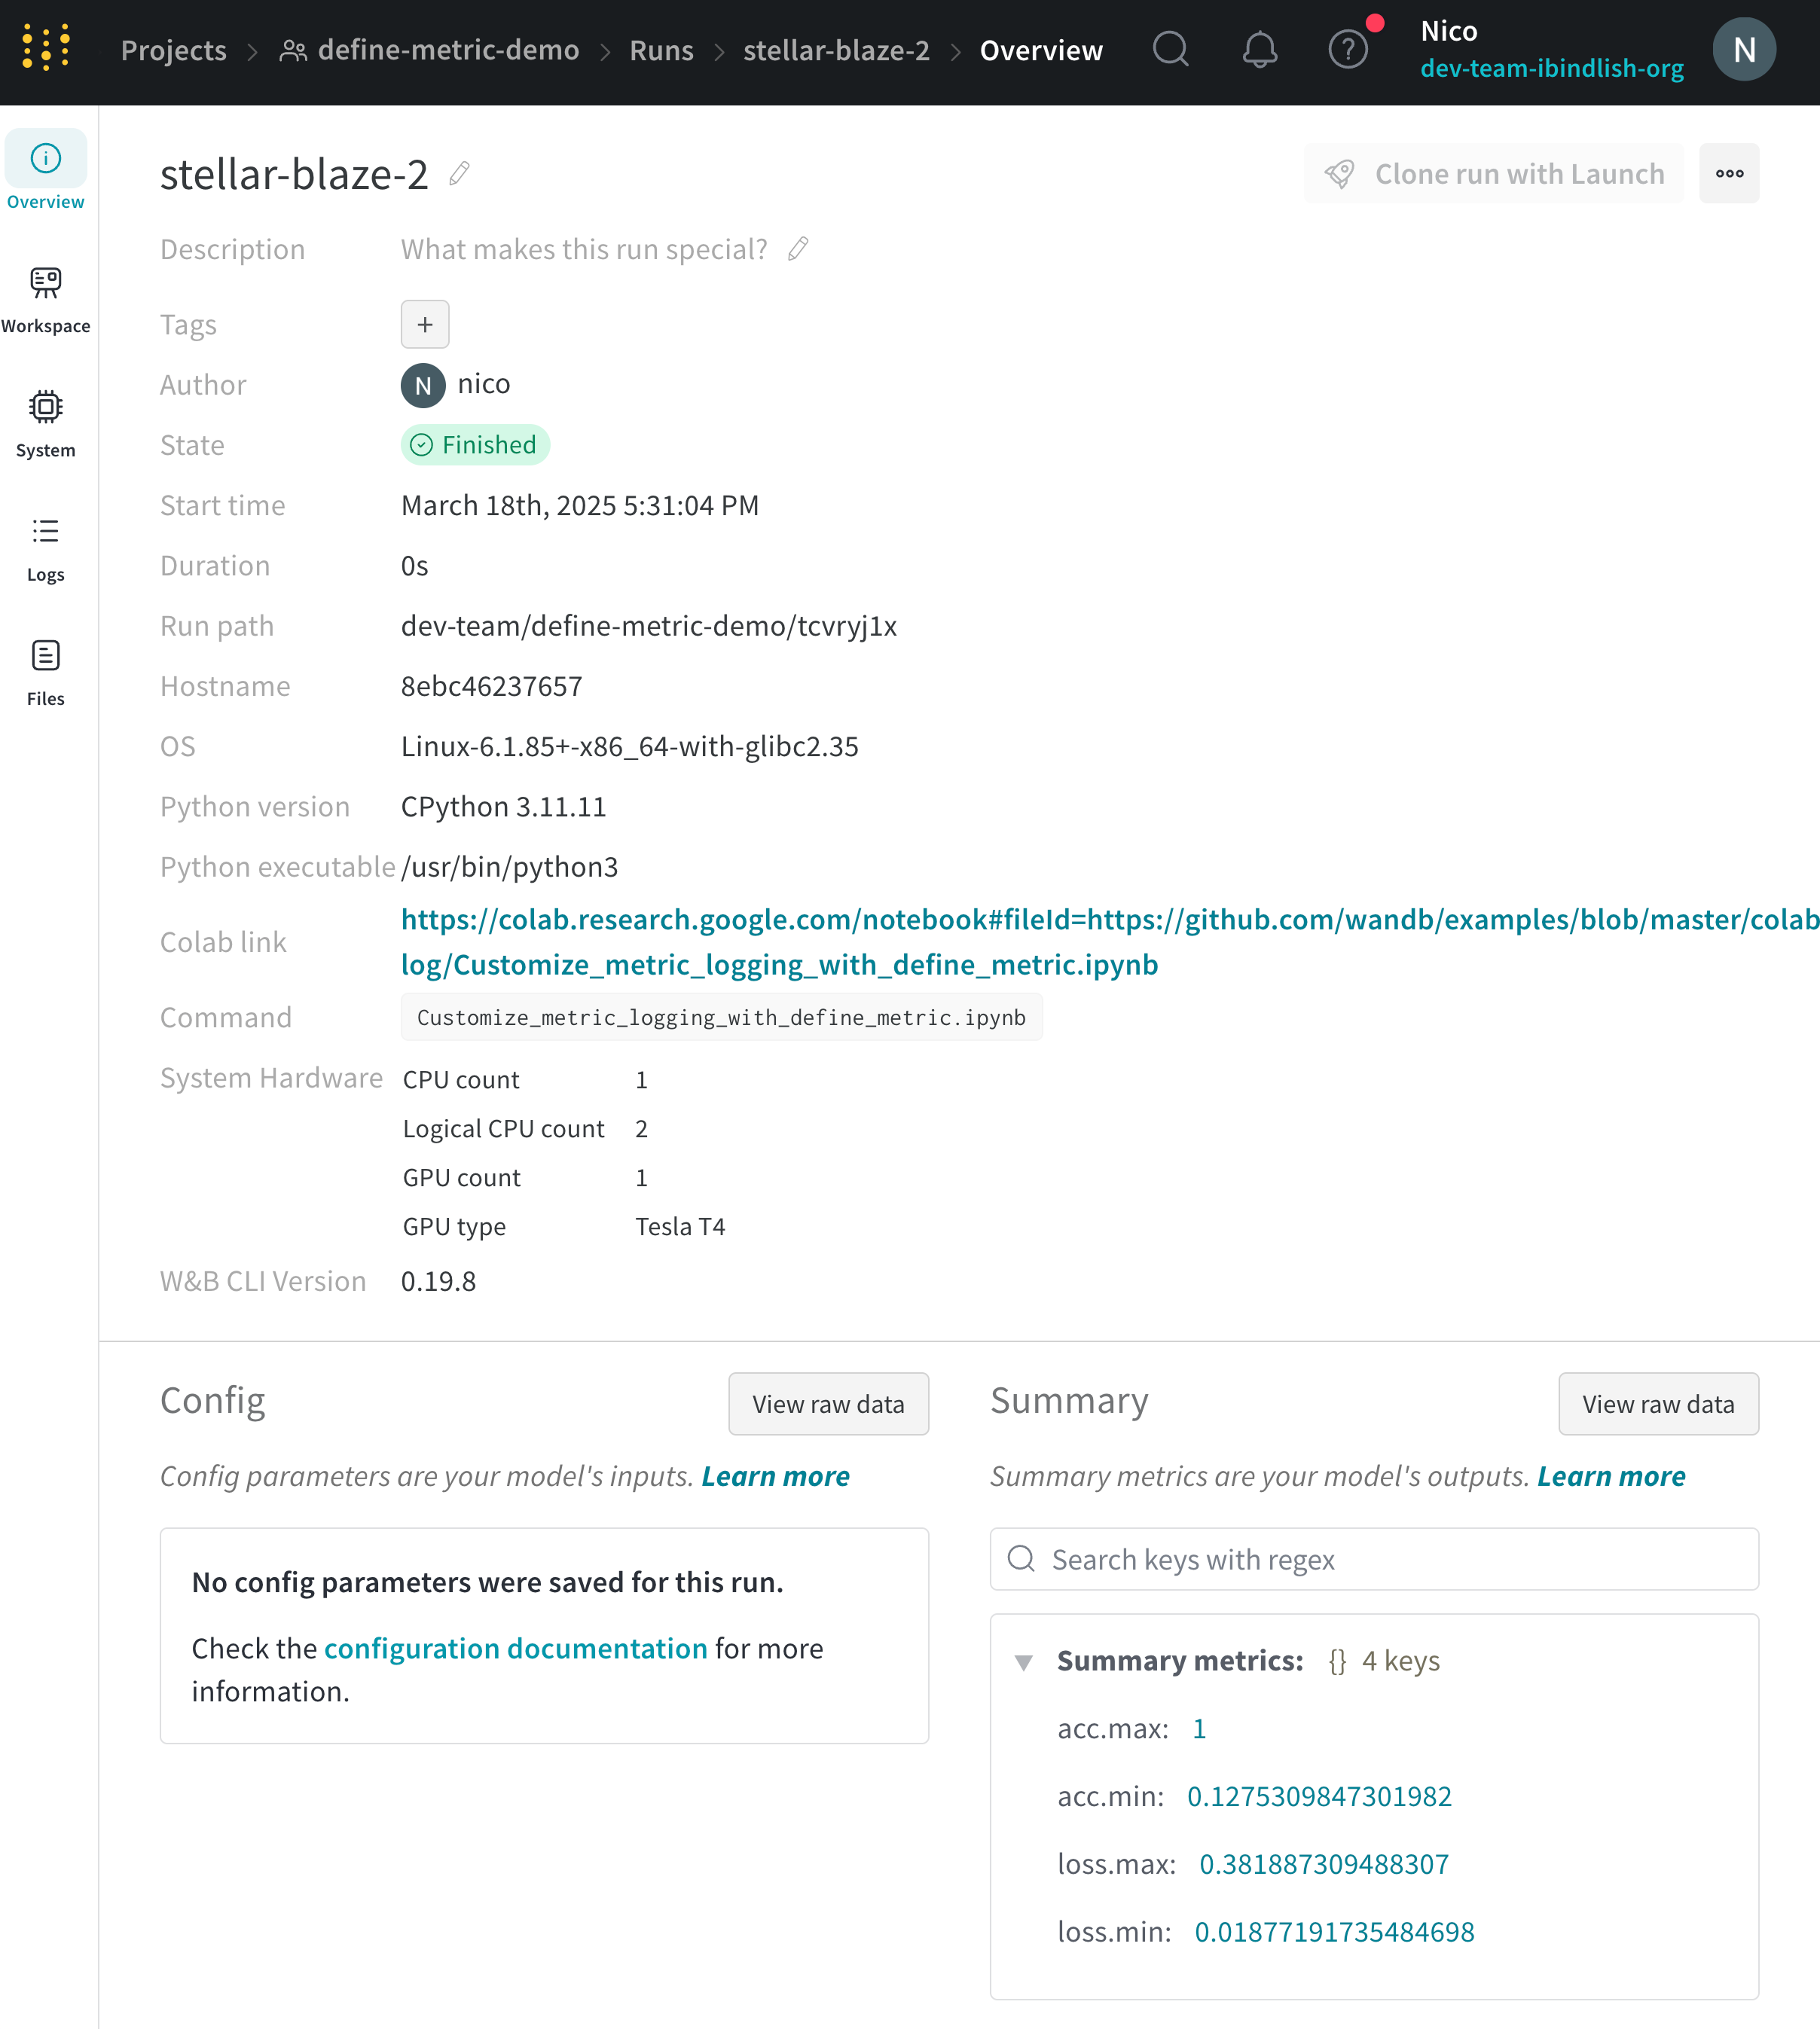 Projects > define-metric-demo > Runs > stellar-blaze-2 > Overview
?
Nico
dev-team-ibindlish-org
N
Overview
Workspace
System
Logs
Files
stellar-blaze-2
Clone run with Launch
Description What makes this run special?
Tags +
Author N nico
State Finished
Start time March 18th, 2025 5:31:04 PM
Duration 0s
Run path dev-team/define-metric-demo/tcvryj1x
Hostname 8ebc46237657
OS Linux-6.1.85+-x86_64-with-glibc2.35
Python version CPython 3.11.11
Python executable /usr/bin/python3
Colab link https://colab.research.google.com/notebook#fileId=https://github.com/wandb/examples/blob/master/colab
log/Customize_metric_logging_with_define_metric.ipynb
Command Customize_metric_logging_with_define_metric.ipynb
System Hardware CPU count 1
Logical CPU count 2
GPU count 1
GPU type Tesla T4
W&B CLI Version 0.19.8
Config View raw data
Config parameters are your model's inputs. Learn more
No config parameters were saved for this run.
Check the configuration documentation for more
information.
Summary View raw data
Summary metrics are your model's outputs. Learn more
Search keys with regex
Summary metrics: {} 4 keys
acc.max: 1
acc.min: 0.1275309847301982
loss.max: 0.381887309488307
loss.min: 0.01877191735484698